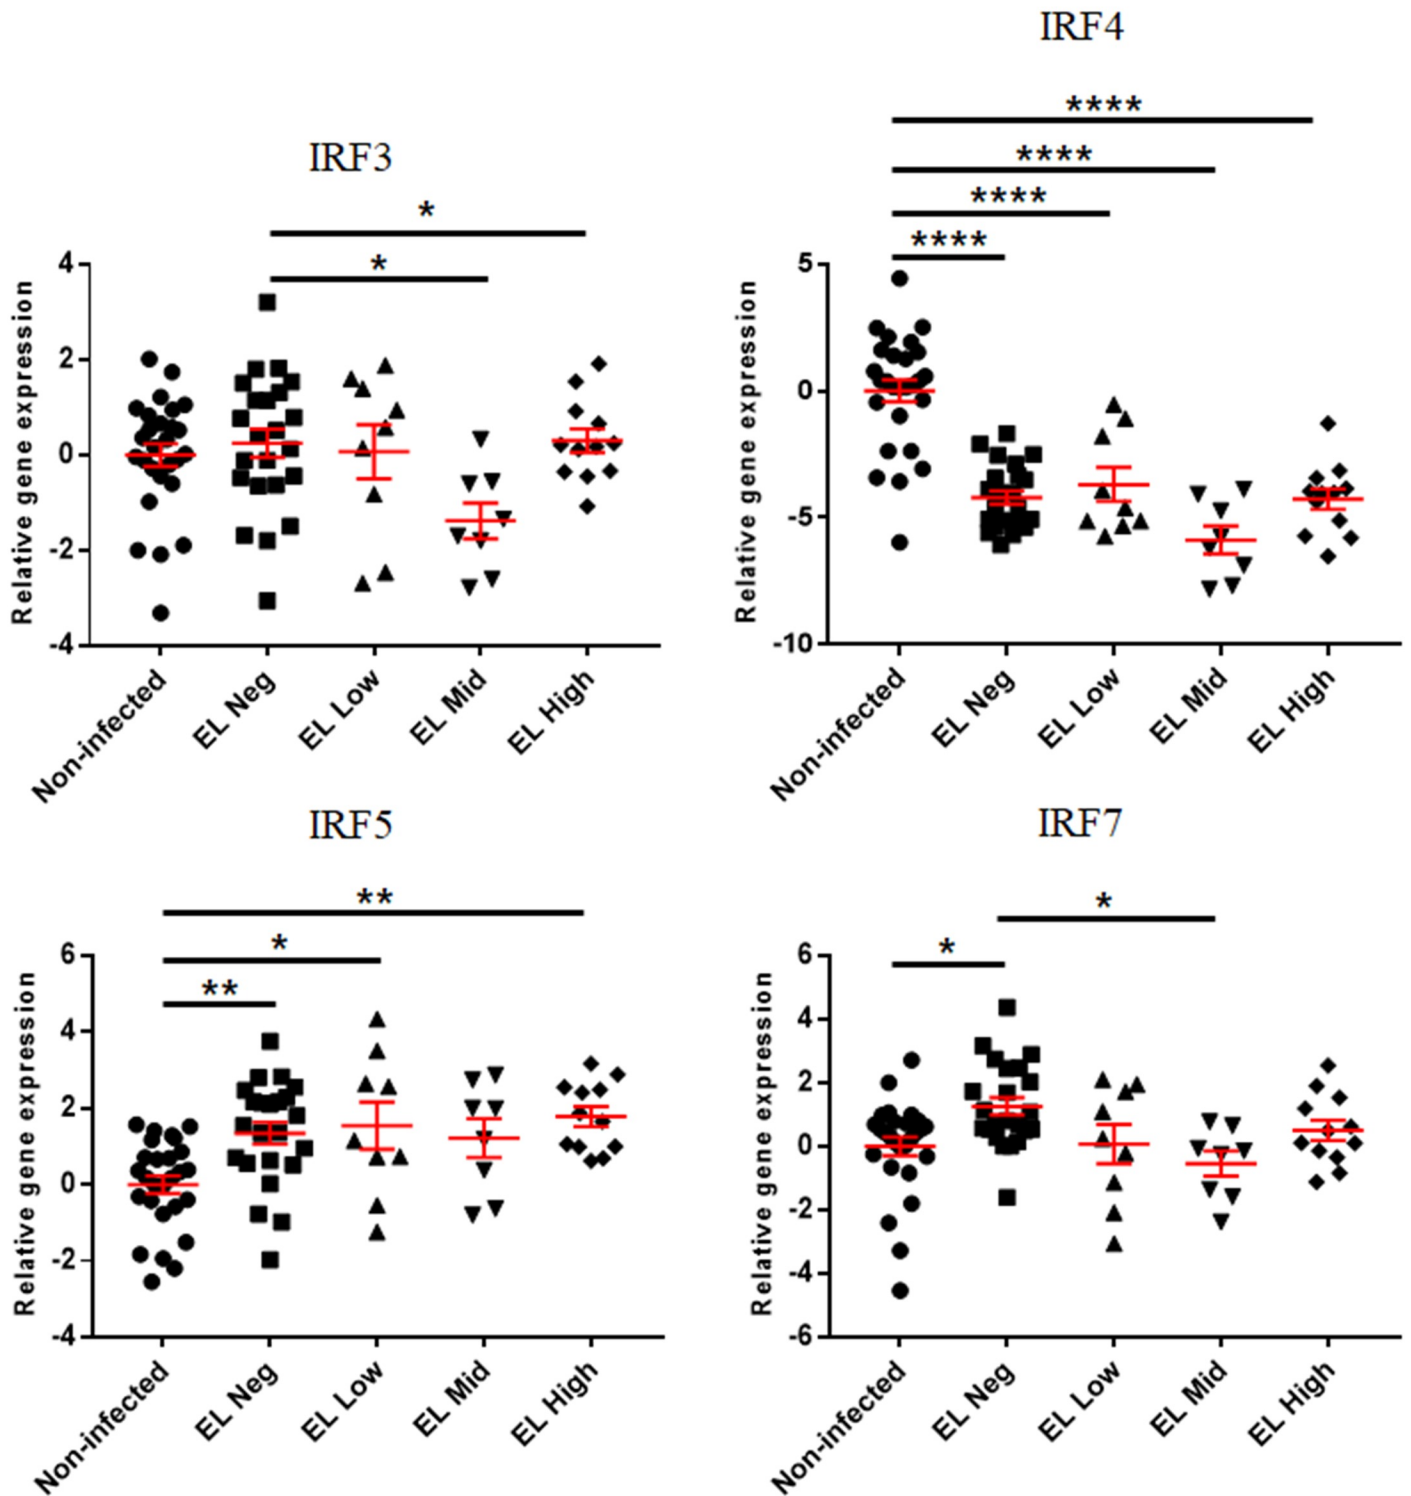 IRF3
*
*
Relative gene expression
4
2
0
-2
-4
Non-infected
EL Neg
EL Low
EL Mid
EL High
IRF4
****
****
****
****
Relative gene expression
5
0
-5
-10
Non-infected
EL Neg
EL Low
EL Mid
EL High
IRF5
**
*
**
Relative gene expression
6
4
2
0
-2
-4
Non-infected
EL Neg
EL Low
EL Mid
EL High
IRF7
*
*
Relative gene expression
6
4
2
0
-2
-4
-6
Non-infected
EL Neg
EL Low
EL Mid
EL High